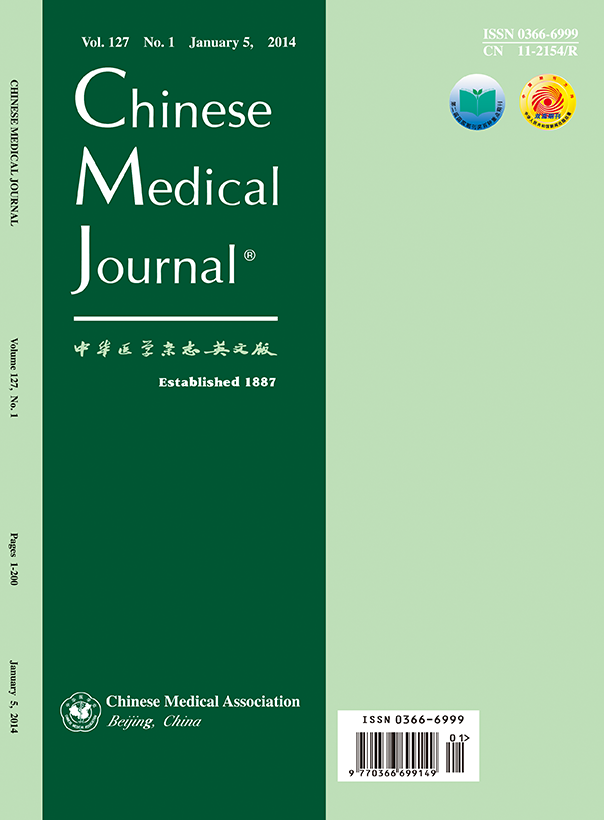 CHINESE MEDICAL JOURNAL
Volume 127, No. 1
Pages 1-200
January 5, 2014
Vol. 127 No. 1 January 5, 2014
Chinese
Medical
Journal®
中华医学杂志英文版
Established 1887
Chinese Medical Association
Beijing, China
ISSN 0366-6999
CN 11-2154/R
ISSN 0366-6999
01>
9 770366 699149